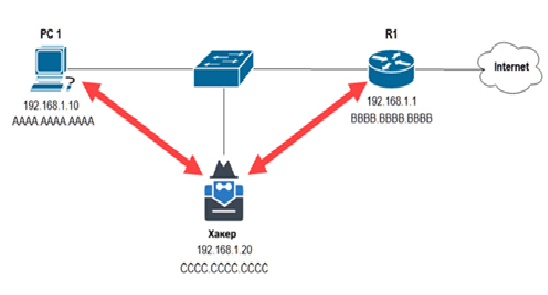 PC 1
R1
Internet
192.168.1.10
AAAA.AAAA.AAAA
192.168.1.1
BBBB.BBBB.BBBB
Хакер
192.168.1.20
CCCC.CCCC.CCCC